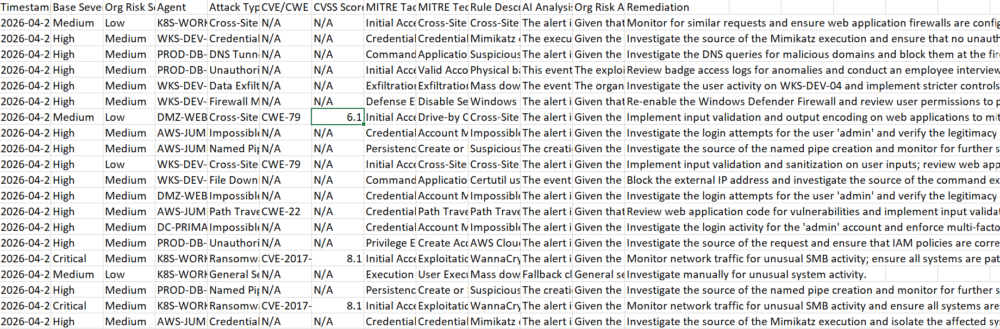 Timestam Base Seve Org Risk S Agent Attack Typ CVE/CWE CVSS Score MITRE Tac MITRE Tec Rule Descr AI Analysis Org Risk A Remediation
2026-04-2 Medium Low K8S-WORK Cross-Site N/A N/A Initial Acce Cross-Site Cross-Site The alert i Given that Monitor for similar requests and ensure web application firewalls are config
2026-04-2 High Medium WKS-DEV- Credential N/A N/A Credential Credential Mimikatz The execu Given the Investigate the source of the Mimikatz execution and ensure that no unauth
2026-04-2 High Medium PROD-DB- DNS Tunn N/A N/A Command Applicatio Suspicious The alert i Given the Investigate the DNS queries for malicious domains and block them at the fire
2026-04-2 High Medium PROD-DB- Unauthori N/A N/A Initial Acce Valid Acco Physical ba This event The exploi Review badge access logs for anomalies and conduct an employee interview
2026-04-2 High Medium WKS-DEV- Data Exfilt N/A N/A Exfiltration Exfiltration Mass dow The event The organ Investigate the user activity on WKS-DEV-04 and implement stricter controls
2026-04-2 High Medium WKS-DEV- Firewall M N/A N/A Defense E Disable Se Windows The alert i Given that Re-enable the Windows Defender Firewall and review user permissions to p
2026-04-2 Medium Low DMZ-WEB Cross-Site CWE-79 6.1 Initial Acce Drive-by C Cross-Site The alert i Given the Implement input validation and output encoding on web applications to mit
2026-04-2 High Medium AWS-JUM Impossible N/A N/A Credential Account M Impossible The alert i Given the Investigate the login attempts for the user 'admin' and verify the legitimacy
2026-04-2 High Medium AWS-JUM Named Pip N/A N/A Persistenc Create or Suspicious The creati Given the Investigate the source of the named pipe creation and monitor for further s
2026-04-2 High Low WKS-DEV- Cross-Site CWE-79 N/A Initial Acce Cross-Site Cross-Site The alert i Given the Implement input validation and sanitization on user inputs; review web app
2026-04-2 High Medium WKS-DEV- File Downl N/A N/A Command Applicatio Certutil us The event Given the Block the external IP address and investigate the source of the command ex
2026-04-2 High Medium DMZ-WEB Impossible N/A N/A Credential Account M Impossible The alert i Given the Investigate the login attempts for the user 'admin' and verify the legitimacy
2026-04-2 High Medium AWS-JUM Path Trave CWE-22 N/A Credential Path Trave Path Trave The alert i Given that Review web application code for vulnerabilities and implement input validat
2026-04-2 High Medium DC-PRIMA Impossible N/A N/A Credential Account M Impossible The alert i Given the Investigate the login activity for the 'admin' account and enforce multi-facto
2026-04-2 High Medium PROD-DB- Unauthori N/A N/A Privilege E Create Acc AWS Clou The alert i Given the Investigate the source of the request and ensure that IAM policies are corre
2026-04-2 Critical Medium K8S-WORK Ransomwa CVE-2017- 8.1 Initial Acce Exploitatio WannaCry The alert i Given the Monitor network traffic for unusual SMB activity; ensure all systems are pat
2026-04-2 Medium Low K8S-WORK General Se N/A N/A Execution User Execu Mass dow Fallback cl General se Investigate manually for unusual system activity.
2026-04-2 High Medium PROD-DB- Named Pip N/A N/A Persistenc Create or Suspicious The creati Given the Investigate the source of the named pipe creation and monitor for further s
2026-04-2 Critical Medium K8S-WORK Ransomwa CVE-2017- 8.1 Initial Acce Exploitatio WannaCry The alert i Given the Monitor network traffic for unusual SMB activity and ensure all systems are
2026-04-2 High Medium AWS-JUM Credential N/A N/A Credential Credential Mimikatz The alert i Given the Investigate the source of the Mimikatz execution and isolate the affected sy